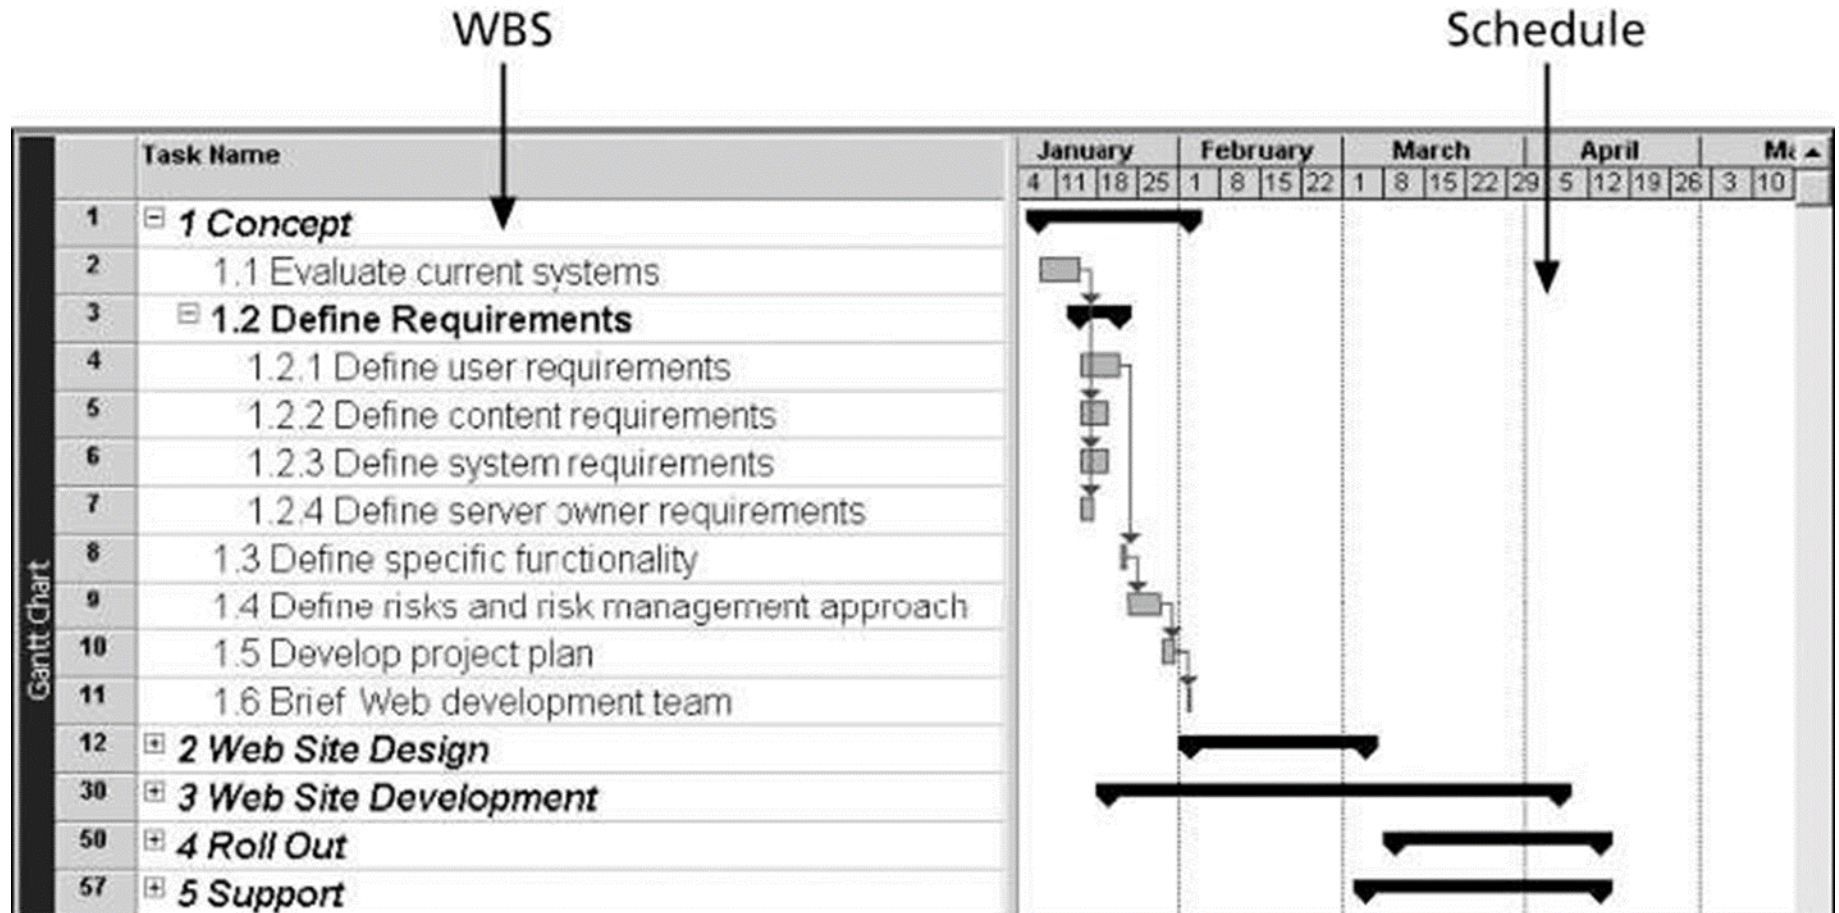 WBS
Schedule
Task Name
January February March April
4 11 18 25 1 8 15 22 1 8 15 22 29 5 12 19 26 3 10
1 1 Concept
2 1.1 Evaluate current systems
3 1.2 Define Requirements
4 1.2.1 Define user requirements
5 1.2.2 Define content requirements
6 1.2.3 Define system requirements
7 1.2.4 Define server owner requirements
8 1.3 Define specific functionality
9 1.4 Define risks and risk management approach
10 1.5 Develop project plan
11 1.6 Brief Web development team
12 2 Web Site Design
30 3 Web Site Development
50 4 Roll Out
57 5 Support
Gantt Chart